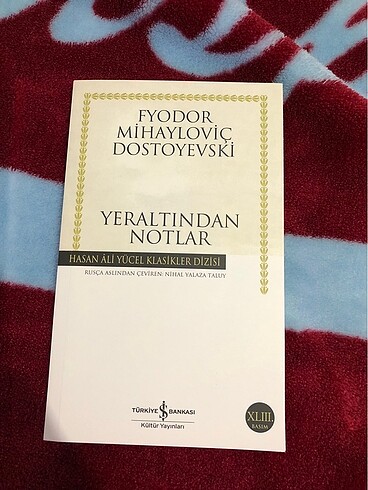 FYODOR
MİHAYLOVİÇ
DOSTOYEVSKİ
YERALTINDAN
NOTLAR
HASAN ÂLİ YÜCEL KLASİKLER DİZİSİ
RUSÇA ASLINDAN ÇEVİREN: NİHAL YALAZA TALUY
XLIII.
BASIM
TÜRKİYE İŞ BANKASI
Kültür Yayınları